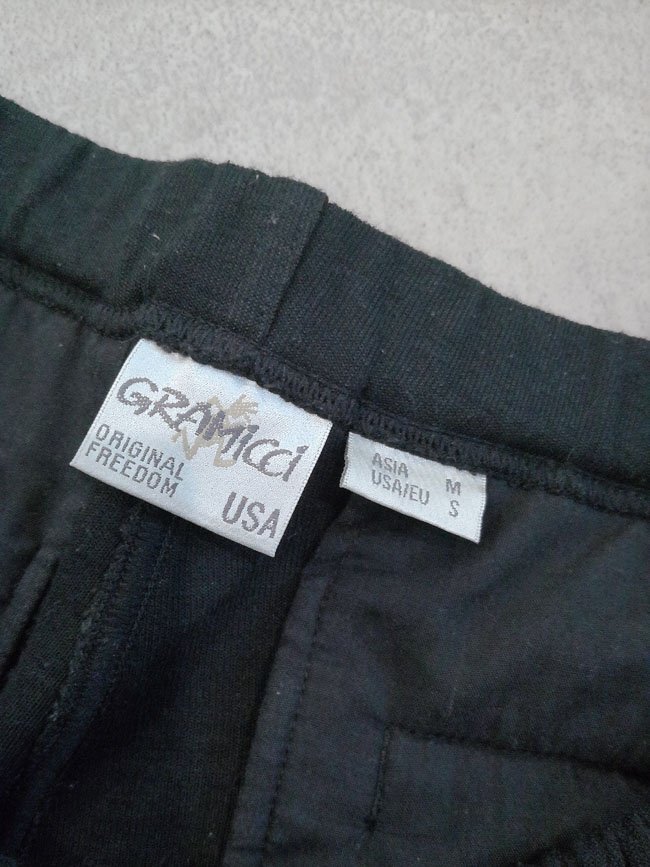 GRAMICCi
ORIGINAL
FREEDOM
USA
ASIA M
USA/EU S